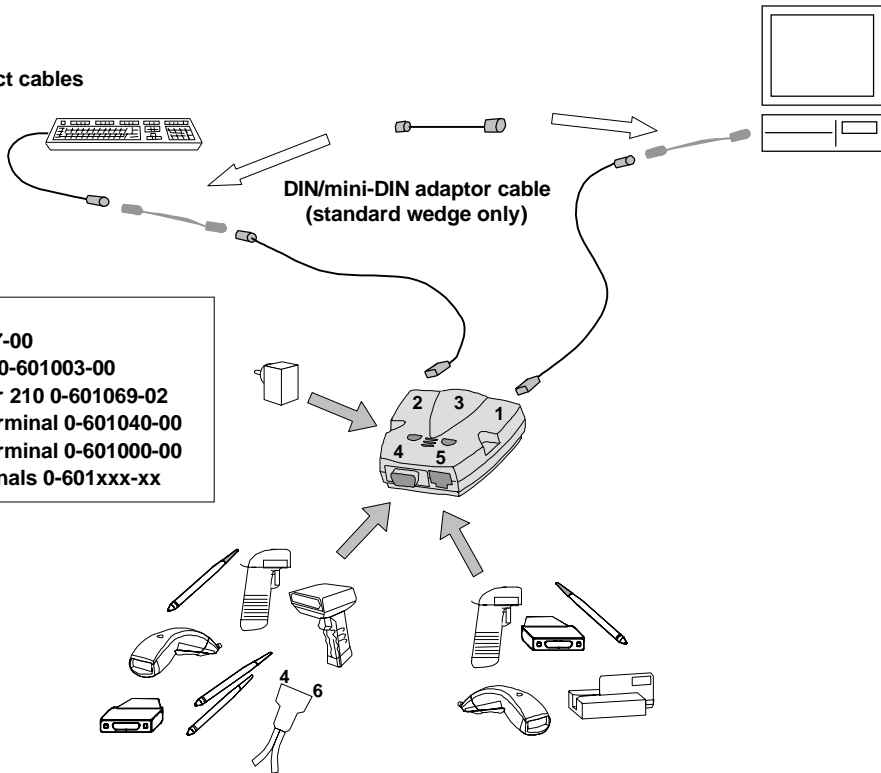 ct cables
DIN/mini-DIN adaptor cable
(standard wedge only)
7-00
0-601003-00
r 210 0-601069-02
rminal 0-601040-00
rminal 0-601000-00
nals 0-601xxx-xx
2 3 1
4 5
4 6